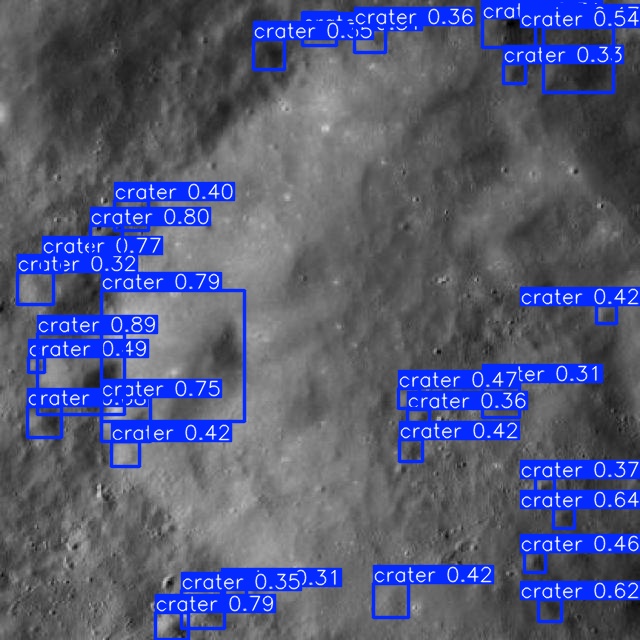 crater 0.36
crater 0.54
crater 0.33
crater 0.40
crater 0.80
crater 0.77
0.32
crater 0.79
crater 0.42
crater 0.89
crater 0.49
crater 0.31
crater 0.47
crater 0.75
crater 0.36
crater 0.42
crater 0.42
crater 0.37
crater 0.64
crater 0.46
crater 0.42
crater 0.35
0.31
crater 0.62
crater 0.79